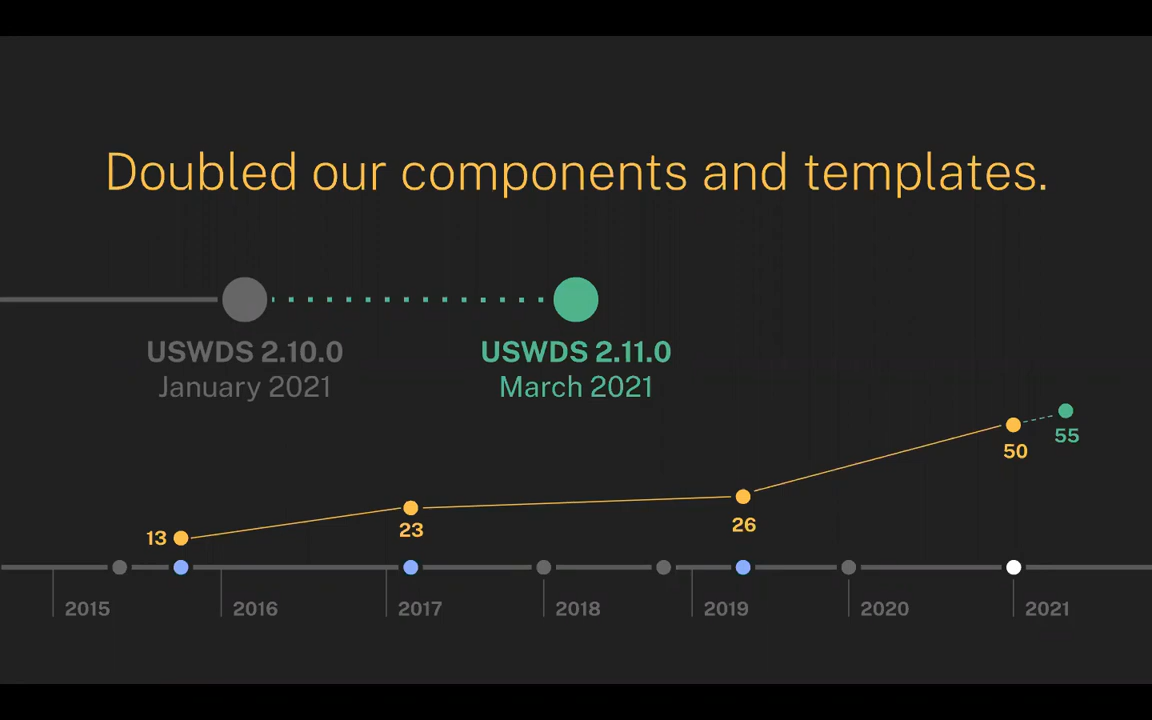 Doubled our components and templates.
USWDS 2.10.0
January 2021
USWDS 2.11.0
March 2021
13
23
26
50
55
2015
2016
2017
2018
2019
2020
2021